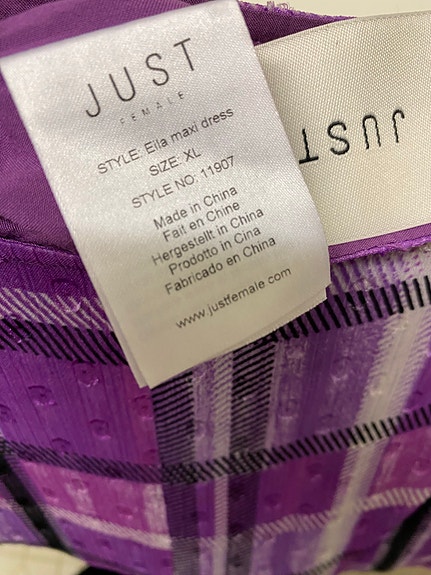 JUST
FEMALE
STYLE: Eila maxi dress
SIZE: XL
STYLE NO: 11907
Made in China
Fait en Chine
Hergestellt in China
Prodotto in Cina
Fabricado en China
www.justfemale.com
JUST